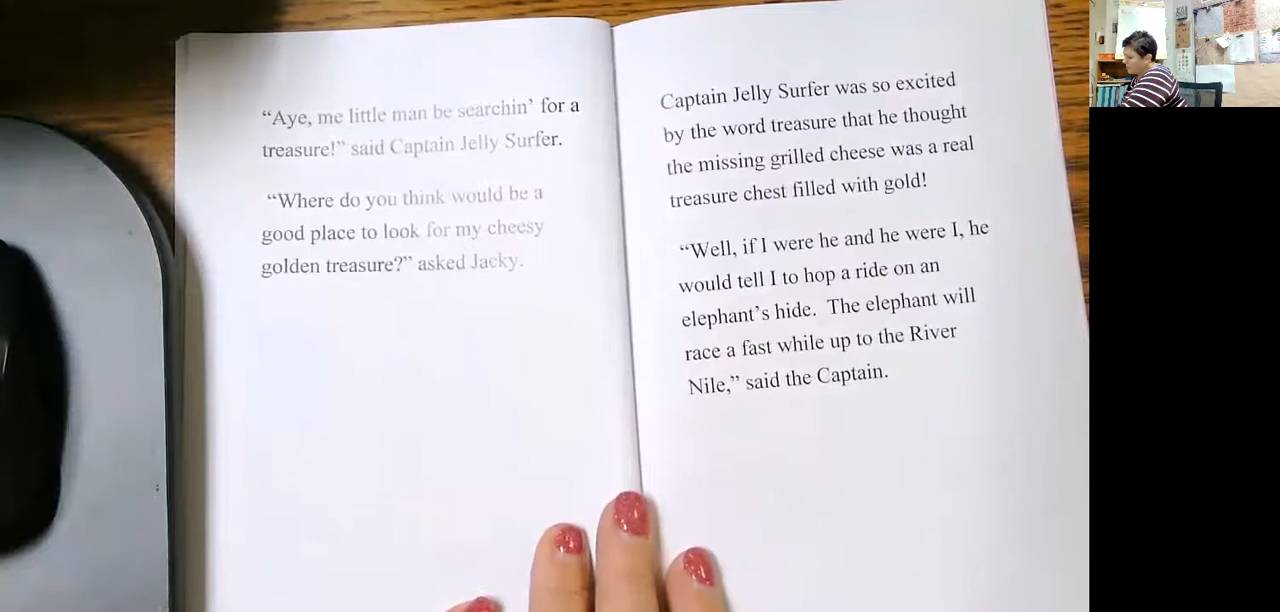 “Aye, me little man be searchin’ for a
treasure!” said Captain Jelly Surfer.
“Where do you think would be a
good place to look for my cheesy
golden treasure?” asked Jacky.
Captain Jelly Surfer was so excited
by the word treasure that he thought
the missing grilled cheese was a real
treasure chest filled with gold!
“Well, if I were he and he were I, he
would tell I to hop a ride on an
elephant’s hide.  The elephant will
race a fast while up to the River
Nile,” said the Captain.